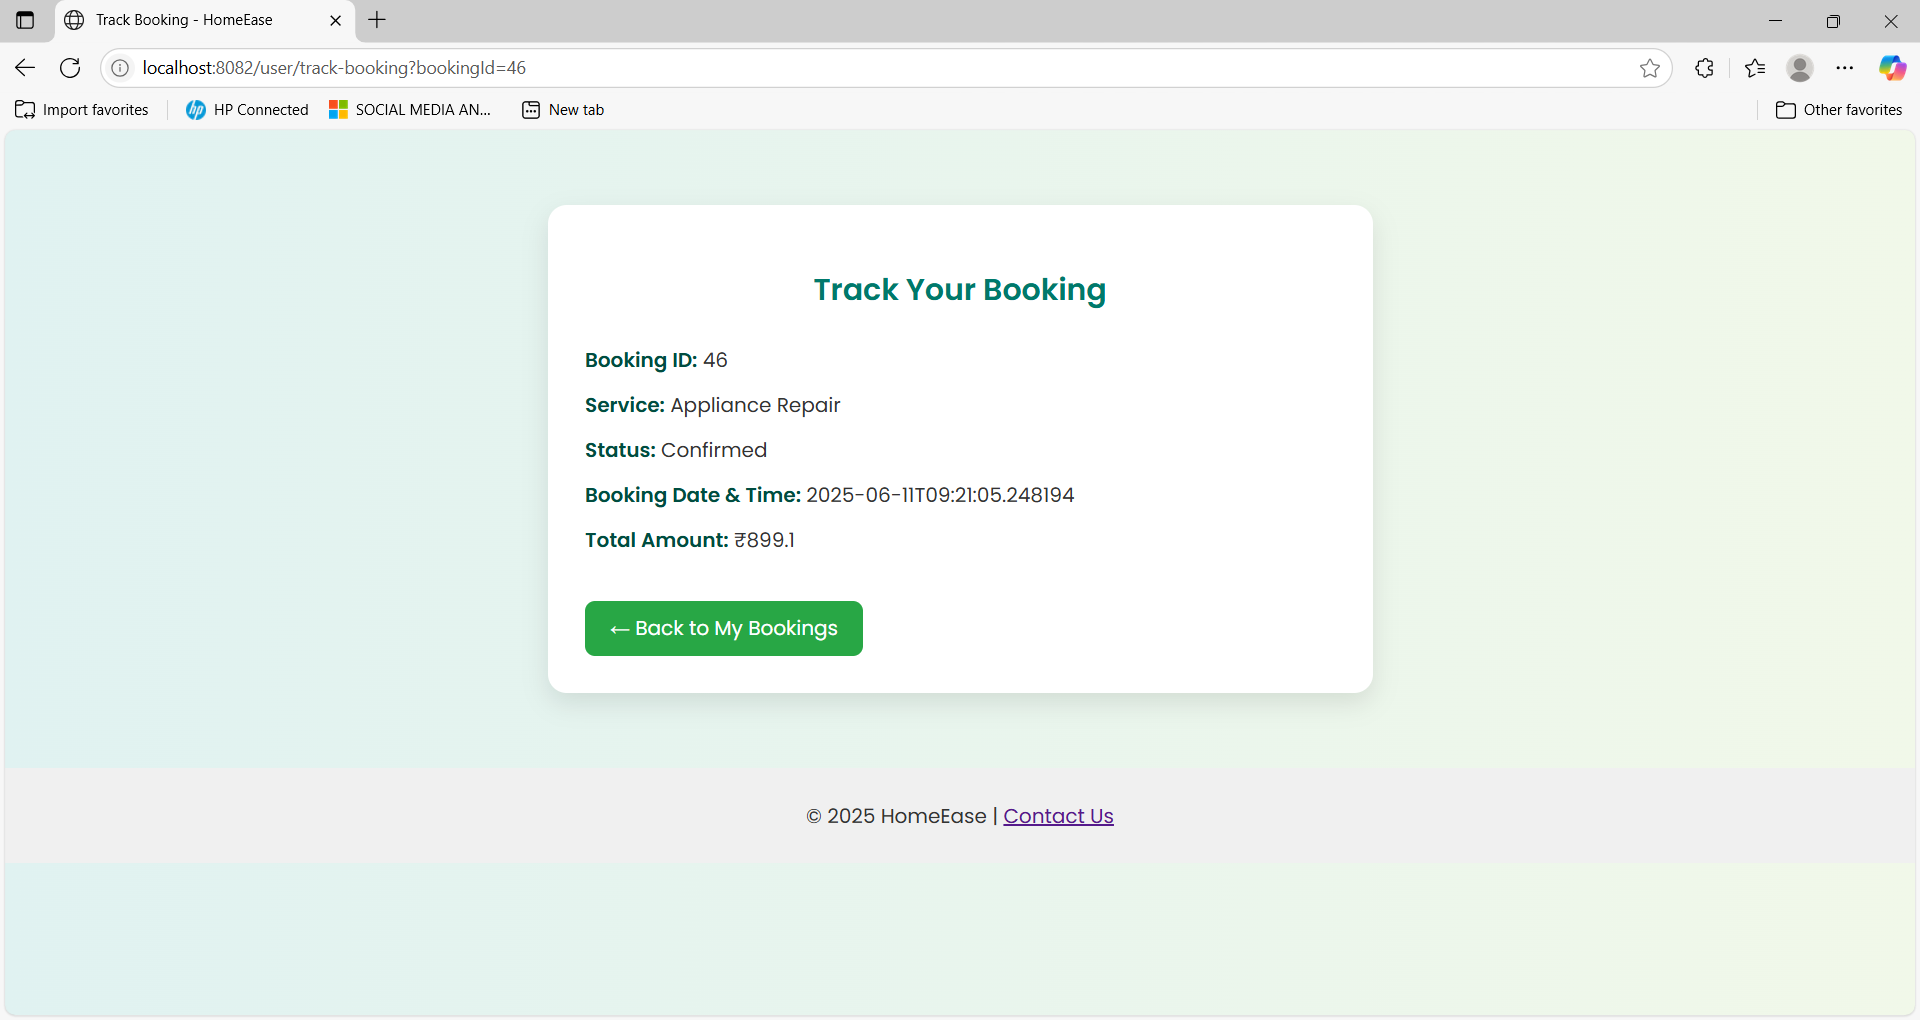 Track Booking - HomeEase
localhost:8082/user/track-booking?bookingId=46
Import favorites
HP Connected
SOCIAL MEDIA AN...
New tab
Other favorites
Track Your Booking
Booking ID: 46
Service: Appliance Repair
Status: Confirmed
Booking Date & Time: 2025-06-11T09:21:05.248194
Total Amount: ₹899.1
← Back to My Bookings
© 2025 HomeEase | Contact Us